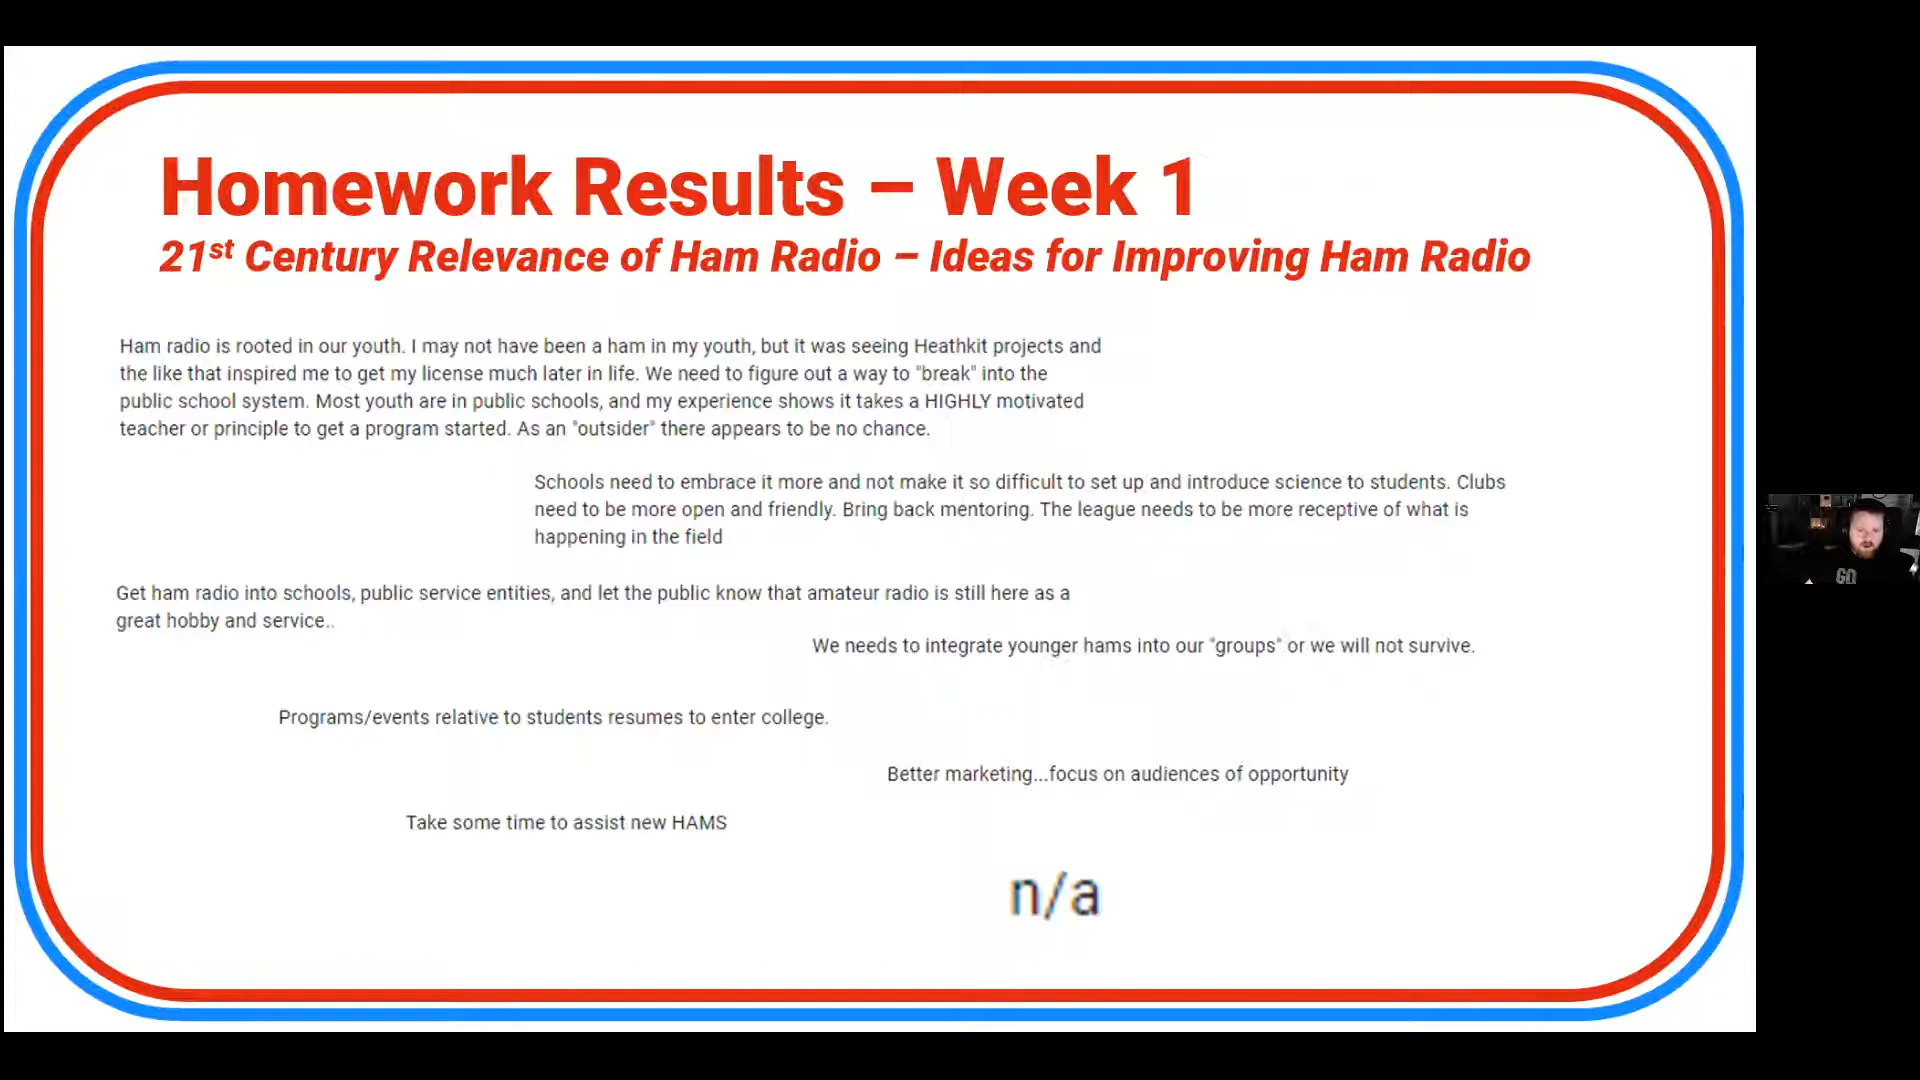 Homework Results – Week 1
21st Century Relevance of Ham Radio – Ideas for Improving Ham Radio
Ham radio is rooted in our youth. I may not have been a ham in my youth, but it was seeing Heathkit projects and
the like that inspired me to get my license much later in life. We need to figure out a way to "break" into the
public school system. Most youth are in public schools, and my experience shows it takes a HIGHLY motivated
teacher or principle to get a program started. As an "outsider" there appears to be no chance.
Schools need to embrace it more and not make it so difficult to set up and introduce science to students. Clubs
need to be more open and friendly. Bring back mentoring. The league needs to be more receptive of what is
happening in the field
Get ham radio into schools, public service entities, and let the public know that amateur radio is still here as a
great hobby and service..
We needs to integrate younger hams into our "groups" or we will not survive.
Programs/events relative to students resumes to enter college.
Better marketing...focus on audiences of opportunity
Take some time to assist new HAMS
n/a